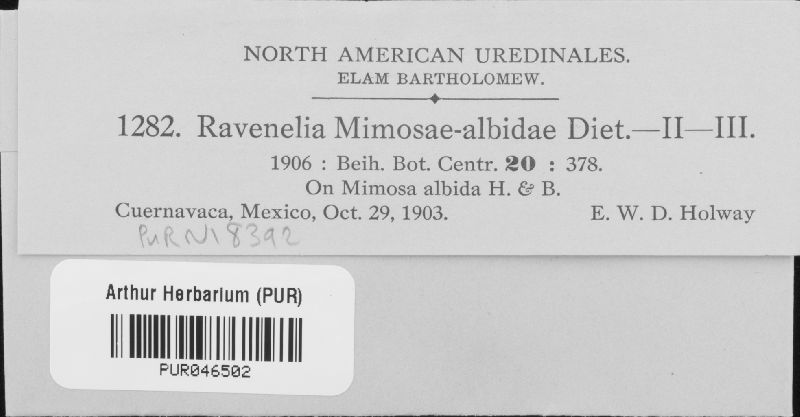 NORTH AMERICAN UREDINALES.
ELAM BARTHOLOMEW.
1282. Ravenelia Mimosae-albidae Diet.—II—III.
1906 : Beih. Bot. Centr. 20 : 378.
On Mimosa albida H. & B.
Cuernavaca, Mexico, Oct. 29, 1903. E. W. D. Holway
PUR N18392
Arthur Herbarium (PUR)
PUR046502